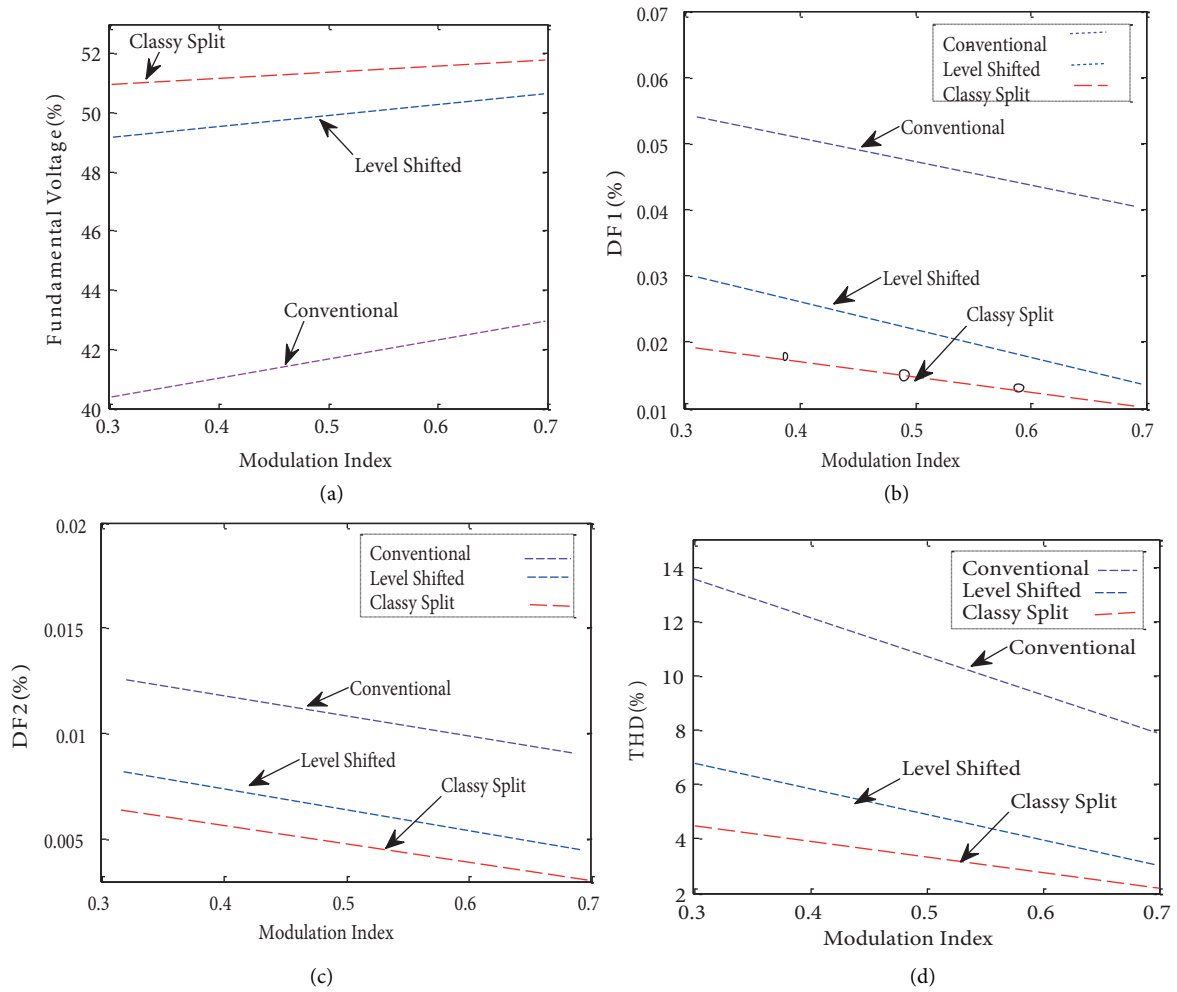 52
50
48
46
44
42
40
Fundamental Voltage(%)
Classy Split
Level Shifted
Conventional
0.3 0.4 0.5 0.6 0.7
Modulation Index
(a)
0.07
0.06
0.05
0.04
0.03
0.02
0.01
DF1(%)
Conventional
Level Shifted
Classy Split
Conventional
Level Shifted
Classy Split
0.3 0.4 0.5 0.6 0.7
Modulation Index
(b)
0.02
0.015
0.01
0.005
DF2(%)
Conventional
Level Shifted
Classy Split
Conventional
Level Shifted
Classy Split
0.3 0.4 0.5 0.6 0.7
Modulation Index
(c)
14
12
10
8
6
4
2
THD(%)
Conventional
Level Shifted
Classy Split
Conventional
Level Shifted
Classy Split
0.3 0.4 0.5 0.6 0.7
Modulation Index
(d)